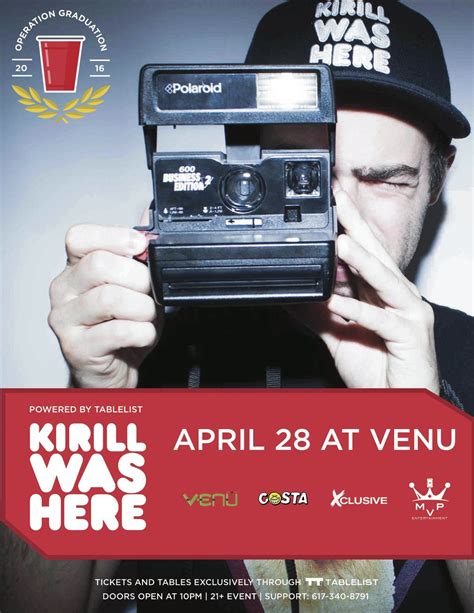 OPERATION GRADUATION
20 16
KIRILL
WAS
HERE
Polaroid
600
BUSINESS
EDITION 2
POWERED BY TABLELIST
KIRILL
WAS
HERE
APRIL 28 AT VENU
VENÜ
COSTA
XCLUSIVE
MVP
ENTERTAINMENT
TICKETS AND TABLES EXCLUSIVELY THROUGH TABLELIST
DOORS OPEN AT 10PM | 21+ EVENT | SUPPORT: 617-340-8791